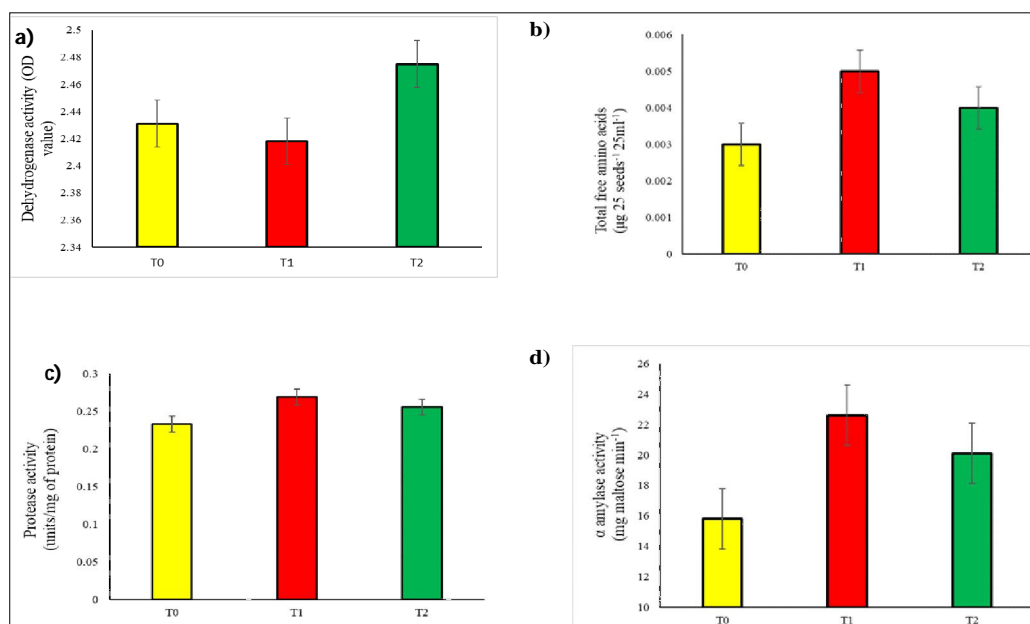 a)
Dehydrogenase activity (OD
value)
2.5
2.48
2.46
2.44
2.42
2.4
2.38
2.36
2.34
T0 T1 T2
b)
Total free amino acids
(µg 25 seeds⁻¹ 25ml⁻¹)
0.006
0.005
0.004
0.003
0.002
0.001
0
T0 T1 T2
c)
Protease activity
(units/mg of protein)
0.3
0.25
0.2
0.15
0.1
0.05
0
T0 T1 T2
d)
α amylase activity
(mg maltose min⁻¹)
26
24
22
20
18
16
14
12
10
T0 T1 T2